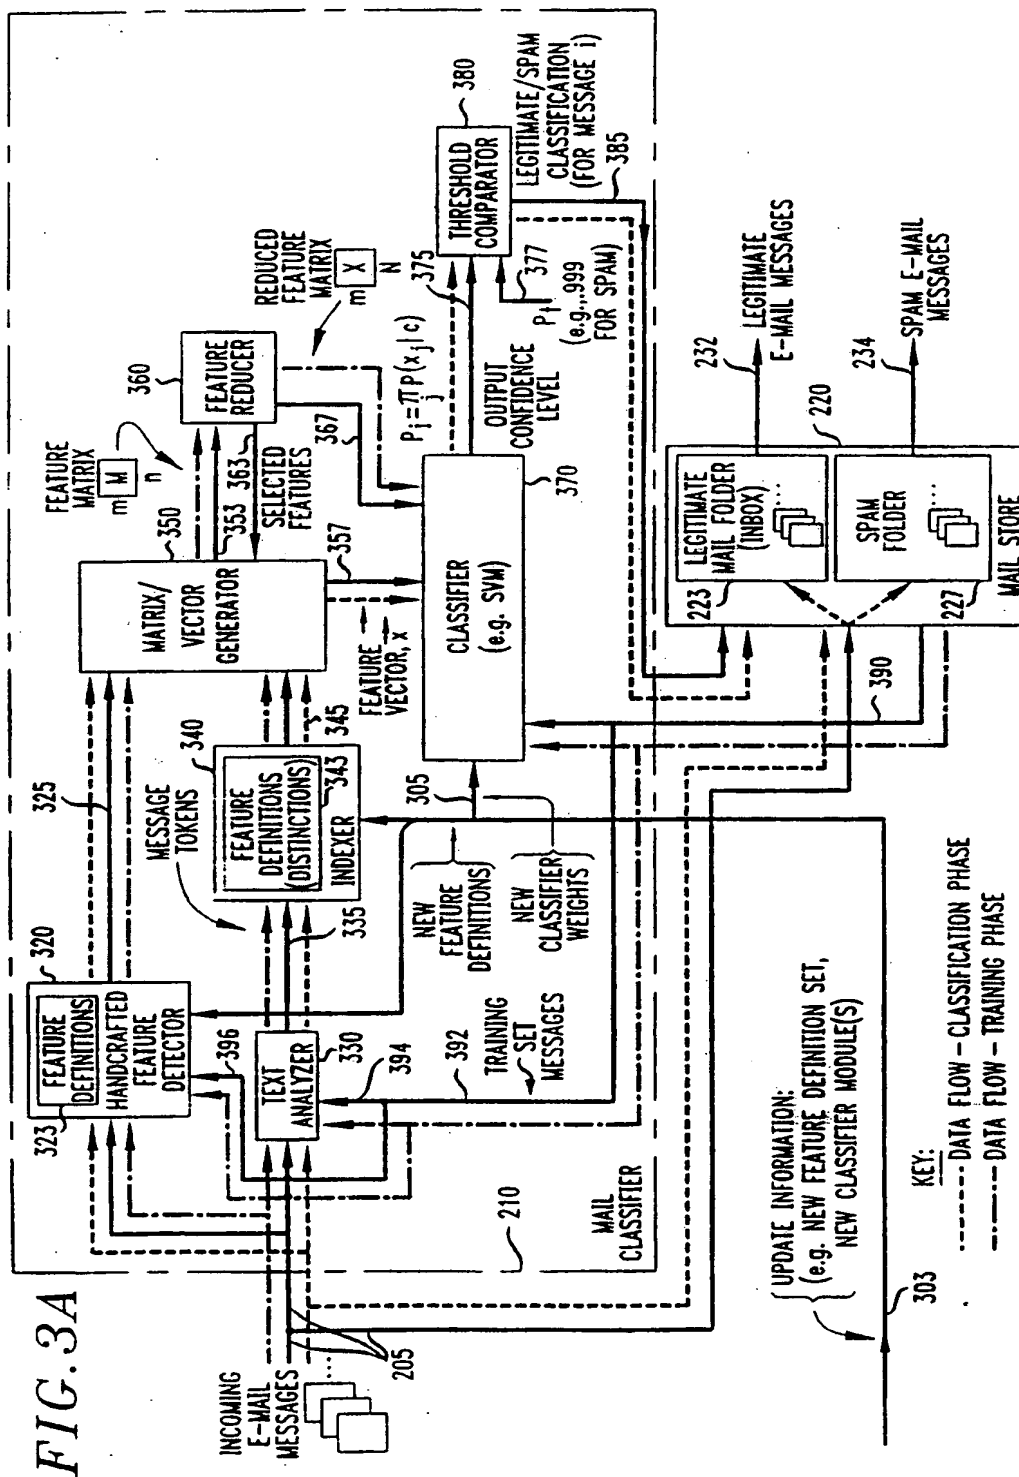 FIG. 3A
INCOMING
E-MAIL
MESSAGES
205
210
MAIL
CLASSIFIER
320
323
FEATURE
DEFINITIONS
HANDCRAFTED
FEATURE
DETECTOR
325
396
TEXT
ANALYZER
330
394
392
TRAINING
SET
MESSAGES
335
MESSAGE
TOKENS
340
FEATURE
DEFINITIONS
(DISTINCTIONS)
343
INDEXER
345
305
NEW
FEATURE
DEFINITIONS
NEW
CLASSIFIER
WEIGHTS
FEATURE
MATRIX
m M
n
350
MATRIX/
VECTOR
GENERATOR
353
363
SELECTED
FEATURES
357
FEATURE
VECTOR, x
360
FEATURE
REDUCER
367
REDUCED
FEATURE
MATRIX
m X
N
CLASSIFIER
(e.g. SVM)
370
Pi=πP(xj|c)
j
OUTPUT
CONFIDENCE
LEVEL
375
THRESHOLD
COMPARATOR
380
377
Pt
(e.g.,.999
FOR SPAM)
LEGITIMATE/SPAM
CLASSIFICATION
(FOR MESSAGE i)
385
390
220
LEGITIMATE
MAIL FOLDER
(INBOX)
223
SPAM
FOLDER
227
MAIL STORE
232
LEGITIMATE
E-MAIL MESSAGES
234
SPAM E-MAIL
MESSAGES
UPDATE INFORMATION:
(e.g. NEW FEATURE DEFINITION SET,
NEW CLASSIFIER MODULE(S)
303
KEY:
DATA FLOW-CLASSIFICATION PHASE
DATA FLOW-TRAINING PHASE